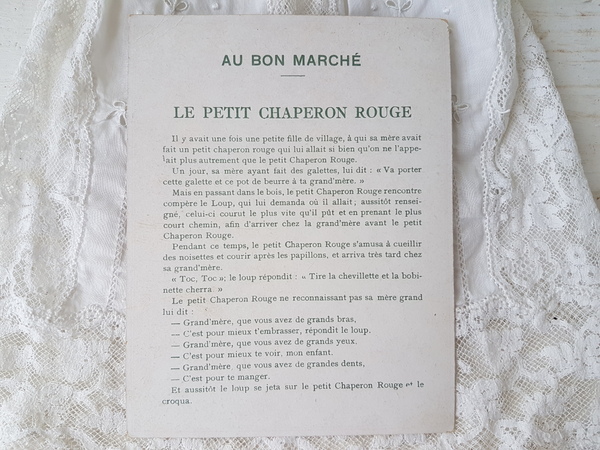 AU BON MARCHÉ
LE PETIT CHAPERON ROUGE
Il y avait une fois une petite fille de village, à qui sa mère avait
fait un petit chaperon rouge qui lui allait si bien qu'on ne l'appe-
lait plus autrement que le petit Chaperon Rouge.
Un jour, sa mère ayant fait des galettes, lui dit : « Va porter
cette galette et ce pot de beurre à ta grand'mère. »
Mais en passant dans le bois, le petit Chaperon Rouge rencontre
compère le Loup, qui lui demanda où il allait ; aussitôt rensei-
gné, celui-ci courut le plus vite qu'il pût et en prenant le plus
court chemin, afin d'arriver chez la grand'mère avant le petit
Chaperon Rouge.
Pendant ce temps, le petit Chaperon Rouge s'amusa à cueillir
des noisettes et courir après les papillons, et arriva très tard chez
sa grand'mère.
« Toc, Toc »; le loup répondit : « Tire la chevillette et la bobi-
nette cherra. »
Le petit Chaperon Rouge ne reconnaissant pas sa mère grand
lui dit :
— Grand'mère, que vous avez de grands bras,
— C'est pour mieux t'embrasser, répondit le loup.
— Grand'mère, que vous avez de grands yeux.
— C'est pour mieux te voir, mon enfant.
— Grand'mère que vous avez de grandes dents,
— C'est pour te manger.
Et aussitôt le loup se jeta sur le petit Chaperon Rouge et le
croqua.